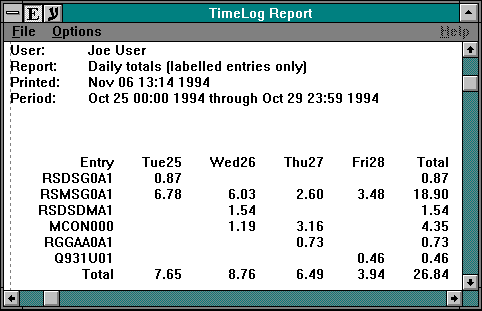 E y TimeLog Report
File Options Help
User: Joe User
Report: Daily totals (labelled entries only)
Printed: Nov 06 13:14 1994
Period: Oct 25 00:00 1994 through Oct 29 23:59 1994
Entry Tue25 Wed26 Thu27 Fri28 Total
RSDSG0A1 0.87 0.87
RSMSG0A1 6.78 6.03 2.60 3.48 18.90
RSDSDMA1 1.54 1.54
MCON000 1.19 3.16 4.35
RGGAA0A1 0.73 0.73
Q931U01 0.46 0.46
Total 7.65 8.76 6.49 3.94 26.84